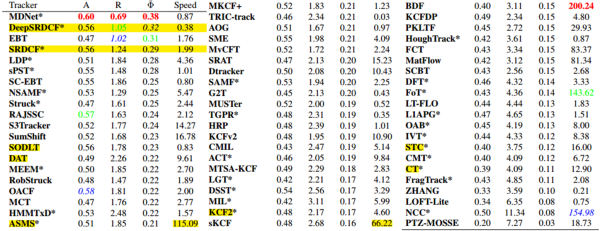 Tracker A R Φ̂ Speed MKCF+ 0.52 1.83 0.21 1.23 BDF 0.40 3.11 0.15 200.24
MDNet* 0.60 0.69 0.38 0.87 TRIC-track 0.46 2.34 0.21 0.03 KCFDP 0.49 2.34 0.15 4.80
DeepSRDCF* 0.56 1.05 0.32 0.38 AOG 0.51 1.67 0.21 0.97 PKLTF 0.45 2.72 0.15 29.93
EBT 0.47 1.02 0.31 1.76 SME 0.55 1.98 0.21 4.09 HoughTrack* 0.42 3.61 0.15 0.87
SRDCF* 0.56 1.24 0.29 1.99 MvCFT 0.52 1.72 0.21 2.24 FCT 0.43 3.34 0.15 83.37
LDP* 0.51 1.84 0.28 4.36 SRAT 0.47 2.13 0.20 15.23 MatFlow 0.42 3.12 0.15 81.34
sPST* 0.55 1.48 0.28 1.01 Dtracker 0.50 2.08 0.20 10.43 SCBT 0.43 2.56 0.15 2.68
SC-EBT 0.55 1.86 0.25 0.80 SAMF* 0.53 1.94 0.20 2.25 DFT* 0.46 4.32 0.14 3.33
NSAMF* 0.53 1.29 0.25 5.47 G2T 0.45 2.13 0.20 0.43 FoT* 0.43 4.36 0.14 143.62
Struck* 0.47 1.61 0.25 2.44 MUSTer 0.52 2.00 0.19 0.52 LT-FLO 0.44 4.44 0.13 1.83
RAJSSC 0.57 1.63 0.24 2.12 TGPR* 0.48 2.31 0.19 0.35 L1APG* 0.47 4.65 0.13 1.51
S3Tracker 0.52 1.77 0.24 14.27 HRP 0.48 2.39 0.19 1.01 OAB* 0.45 4.19 0.13 8.00
SumShift 0.52 1.68 0.23 16.78 KCFv2 0.48 1.95 0.19 10.90 IVT* 0.44 4.33 0.12 8.38
SODLT 0.56 1.78 0.23 0.83 CMIL 0.43 2.47 0.19 5.14 STC* 0.40 3.75 0.12 16.00
DAT 0.49 2.26 0.22 9.61 ACT* 0.46 2.05 0.19 9.84 CMT* 0.40 4.09 0.12 6.72
MEEM* 0.50 1.85 0.22 2.70 MTSA-KCF 0.49 2.29 0.18 2.83 CT* 0.39 4.09 0.11 12.90
RobStruck 0.48 1.47 0.22 1.89 LGT* 0.42 2.21 0.17 4.12 FragTrack* 0.43 4.85 0.11 2.08
OACF 0.58 1.81 0.22 2.00 DSST* 0.54 2.56 0.17 3.29 ZHANG 0.33 3.59 0.10 0.21
MCT 0.47 1.76 0.22 2.77 MIL* 0.42 3.11 0.17 5.99 LOFT-Lite 0.34 6.35 0.08 0.75
HMMTxD* 0.53 2.48 0.22 1.57 KCF2* 0.48 2.17 0.17 4.60 NCC* 0.50 11.34 0.08 154.98
ASMS* 0.51 1.85 0.21 115.09 sKCF 0.48 2.68 0.16 66.22 PTZ-MOSSE 0.20 7.27 0.03 18.73